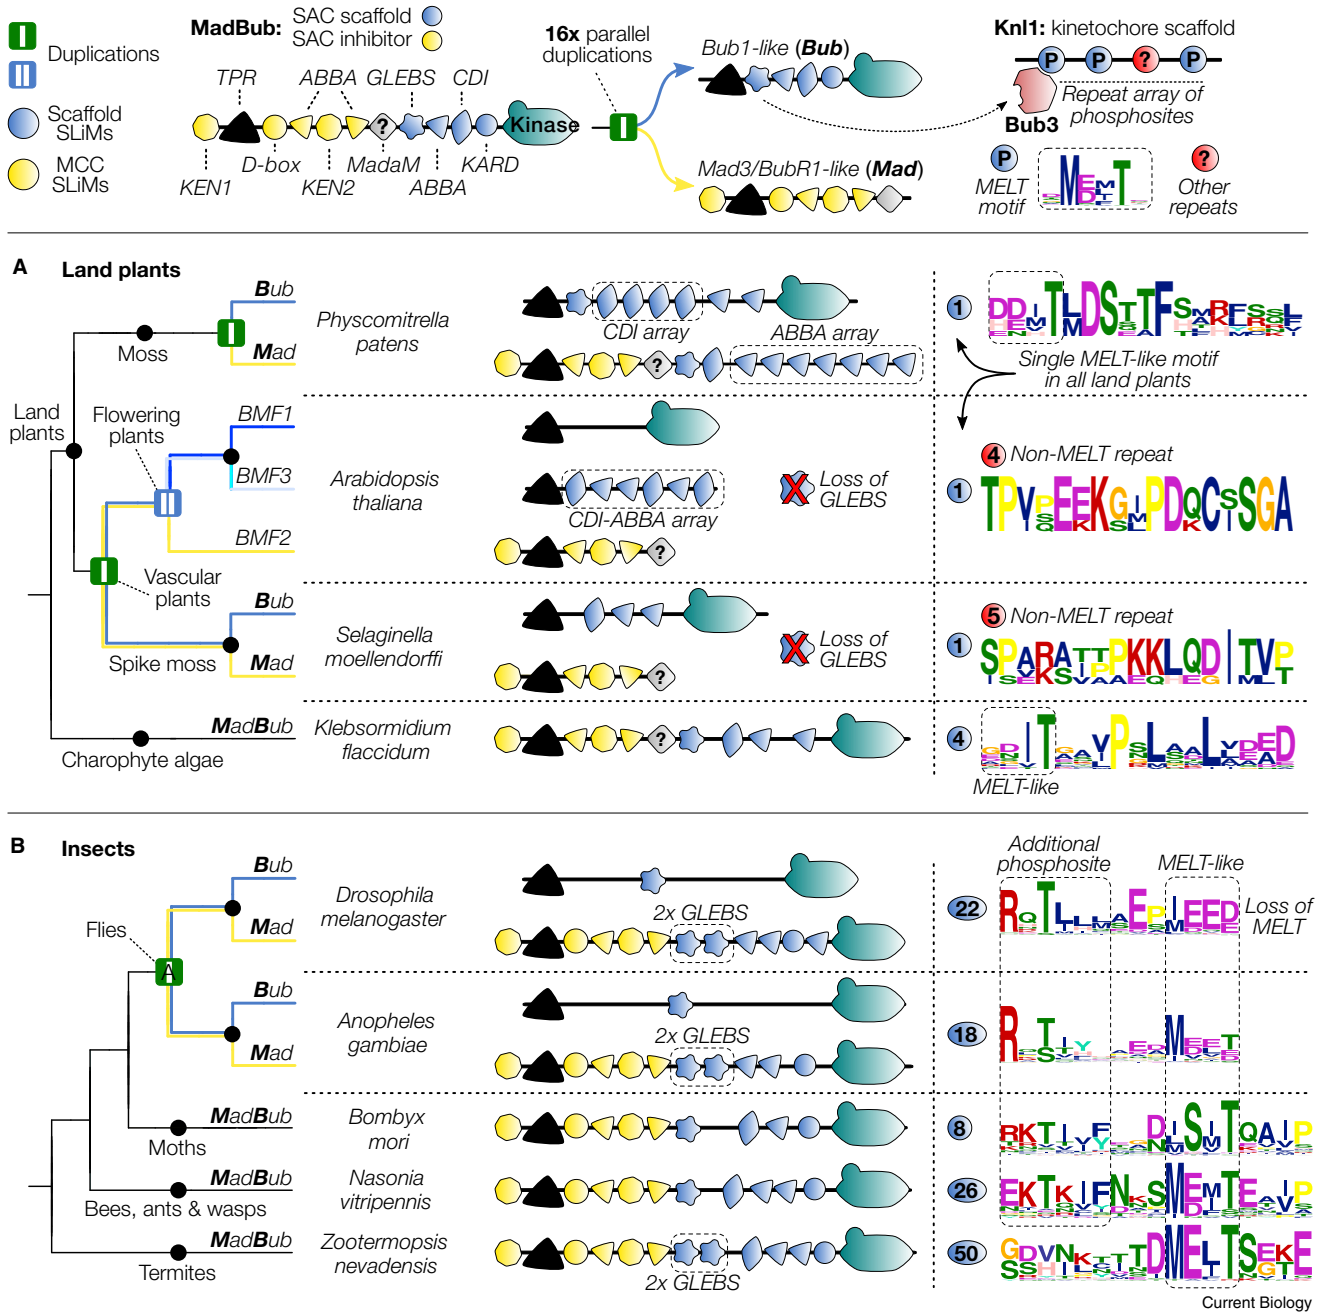 Duplications
Scaffold
SLiMs
MCC
SLiMs
MadBub:
SAC scaffold
SAC inhibitor
TPR
ABBA
GLEBS
CDI
?
Kinase
KEN1
D-box
KEN2
MadaM
ABBA
KARD
16x parallel
duplications
Bub1-like (Bub)
Mad3/BubR1-like (Mad)
Knl1: kinetochore scaffold
P P ? P
Repeat array of
phosphosites
Bub3
P
MELT
motif
?
Other
repeats
A Land plants
Bub
Mad
Moss
Land
plants
Flowering
plants
BMF1
BMF3
BMF2
Vascular
plants
Bub
Mad
Spike moss
MadBub
Charophyte algae
Physcomitrella
patens
CDI array
ABBA array
?
1
Single MELT-like motif
in all land plants
Arabidopsis
thaliana
CDI-ABBA array
?
X
Loss of
GLEBS
4 Non-MELT repeat
1
Selaginella
moellendorffi
?
X
Loss of
GLEBS
5 Non-MELT repeat
1
Klebsormidium
flaccidum
?
4
MELT-like
B Insects
Flies
A
Bub
Mad
Bub
Mad
MadBub
Moths
MadBub
Bees, ants & wasps
MadBub
Termites
Additional
phosphosite
MELT-like
Drosophila
melanogaster
2x GLEBS
22
Loss of
MELT
Anopheles
gambiae
2x GLEBS
18
Bombyx
mori
8
Nasonia
vitripennis
26
Zootermopsis
nevadensis
2x GLEBS
50
Current Biology